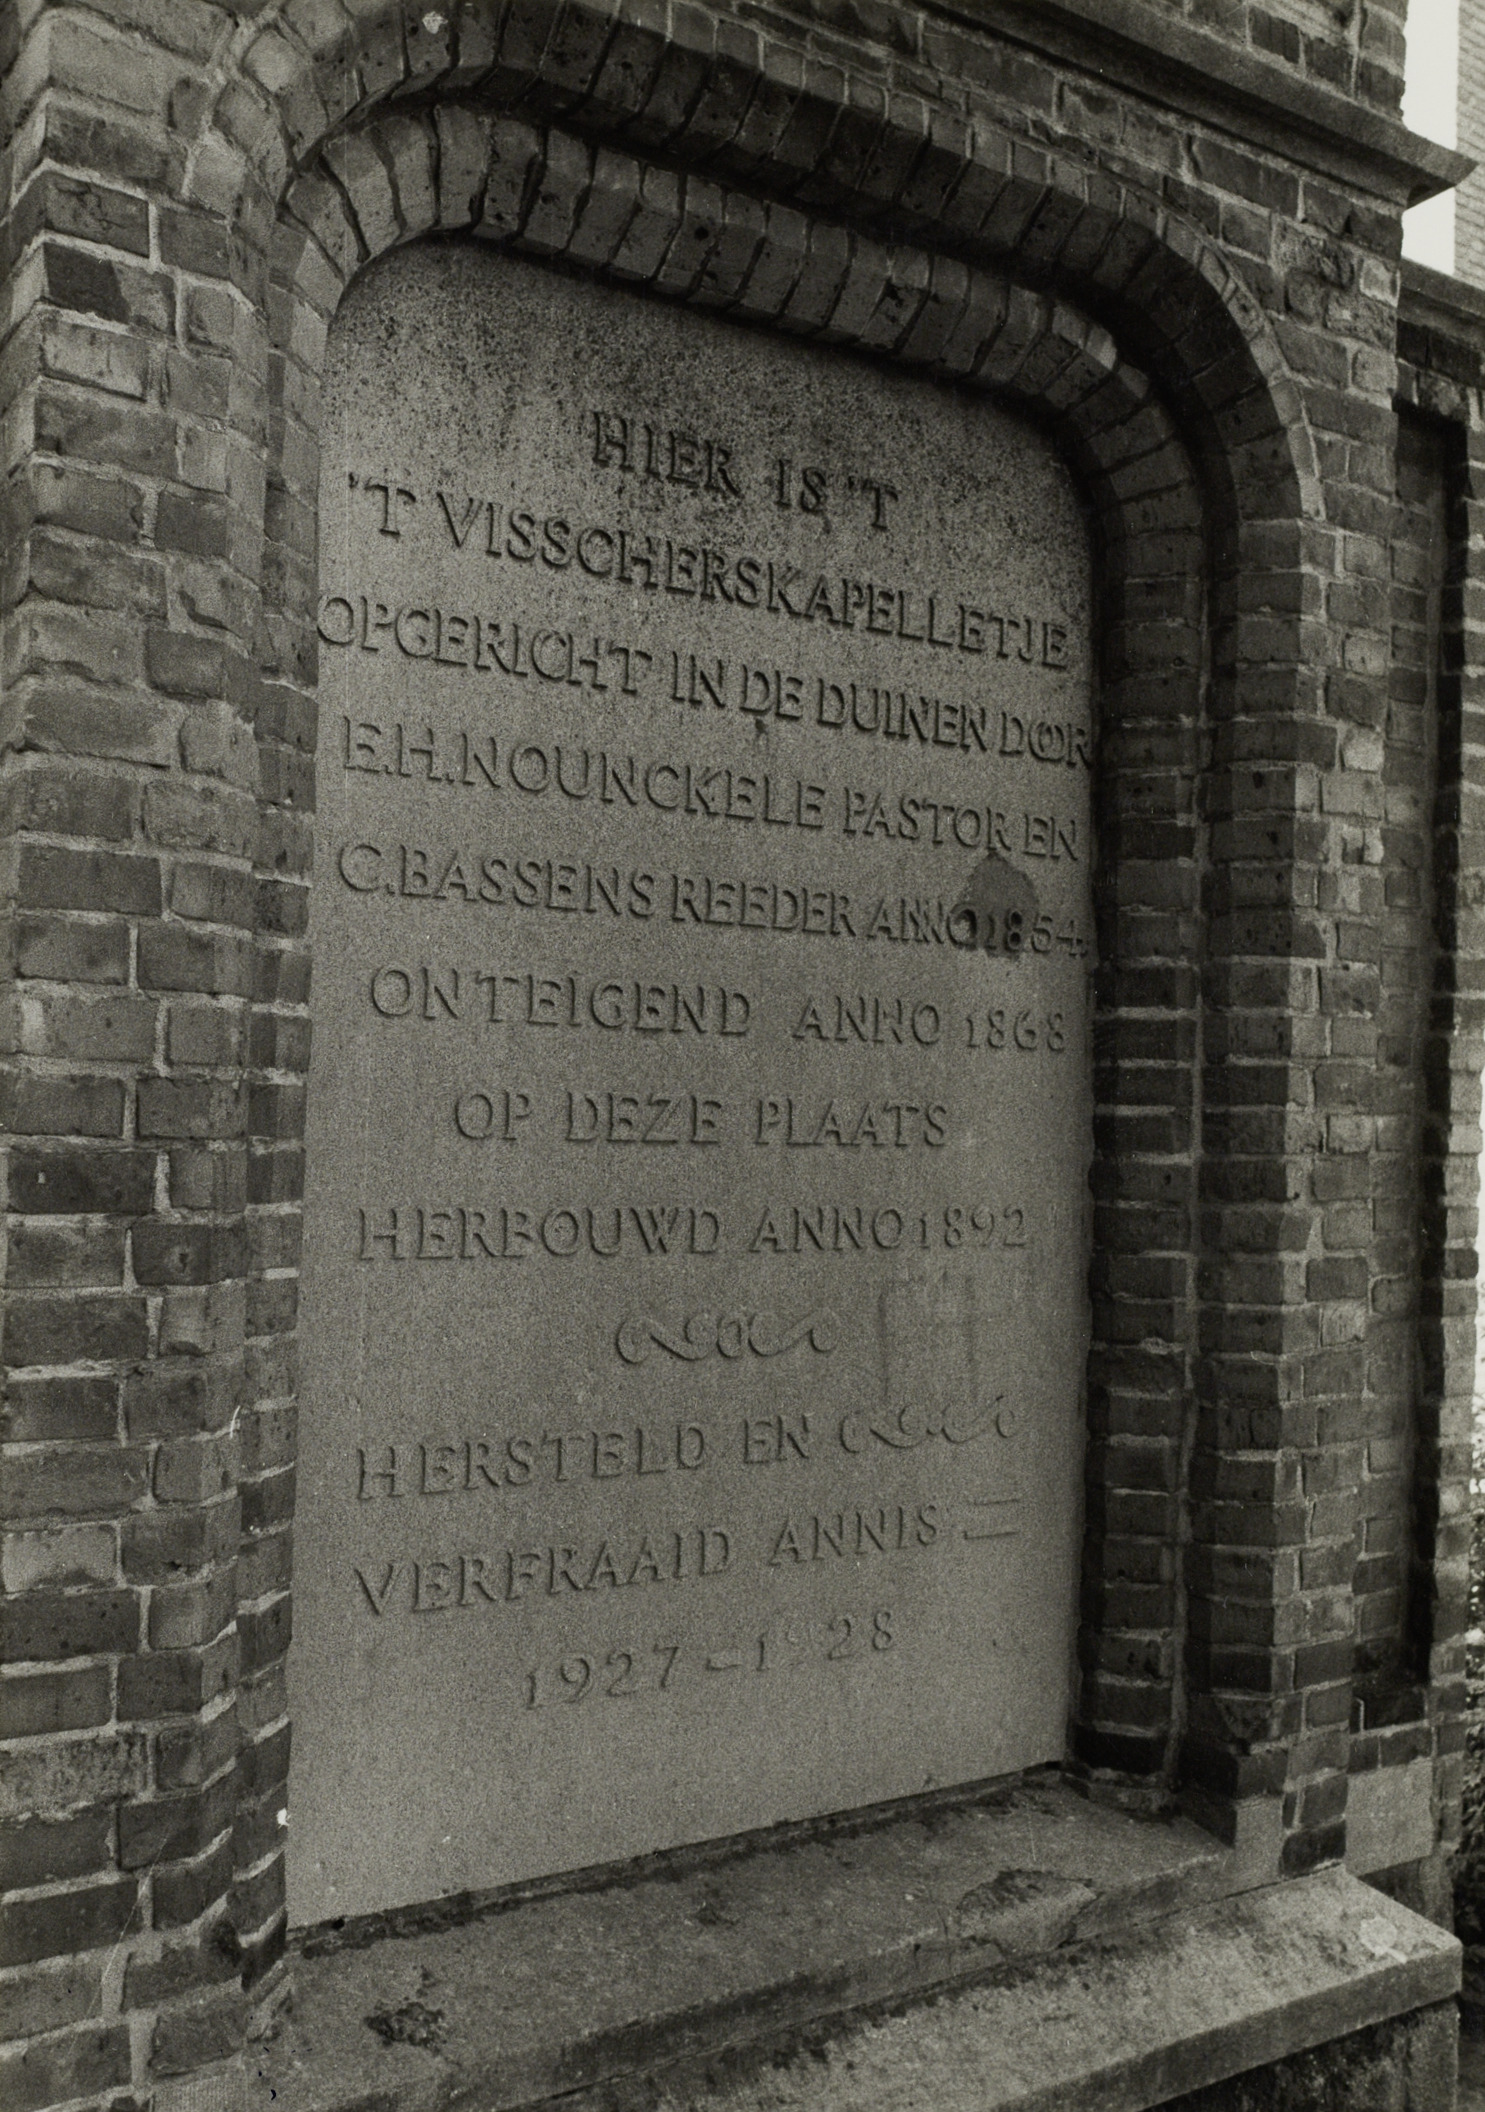 HIER IS 'T
'T VISSCHERSKAPELLETJE
OPGERICHT IN DE DUINEN DOOR
E.H. NOUNCKELE PASTOR EN
C. BASSENS REEDER ANNO 1854.
ONTEIGEND ANNO 1868
OP DEZE PLAATS
HERBOUWD ANNO 1892
HERSTELD EN
VERFRAAID ANNIS =
1927 - 1928